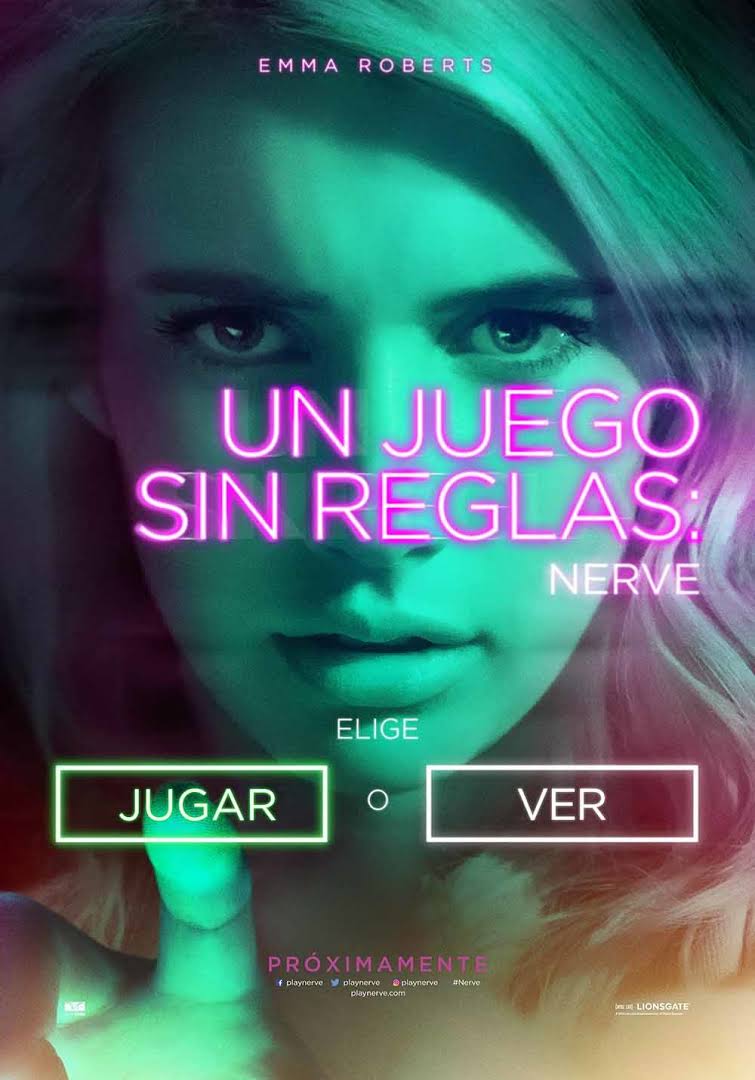 EMMA ROBERTS
UN JUEGO
SIN REGLAS:
NERVE
ELIGE
JUGAR O VER
PRÓXIMAMENTE
playnerve playnerve playnerve #Nerve
playnerve.com
LIONSGATE